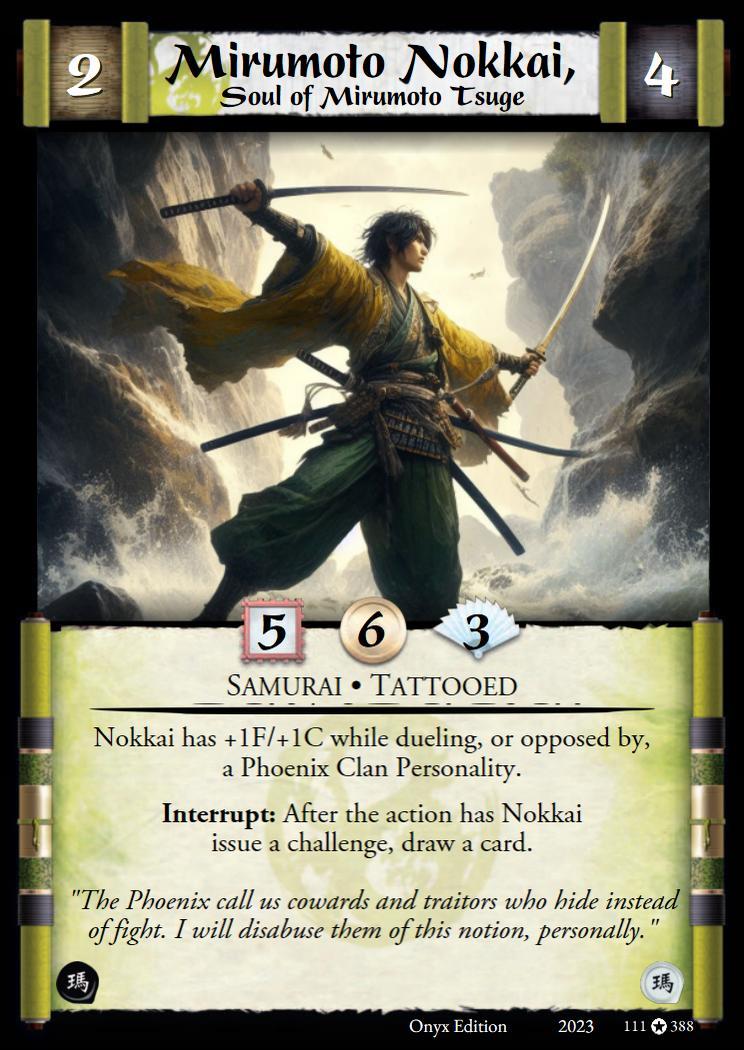 2
Mirumoto Nokkai,
4
Soul of Mirumoto Tsuge
5 6 3
SAMURAI • TATTOOED
Nokkai has +1F/+1C while dueling, or opposed by,
a Phoenix Clan Personality.
Interrupt: After the action has Nokkai
issue a challenge, draw a card.
"The Phoenix call us cowards and traitors who hide instead
of fight. I will disabuse them of this notion, personally."
瑪 瑪
Onyx Edition 2023 111 ✪ 388